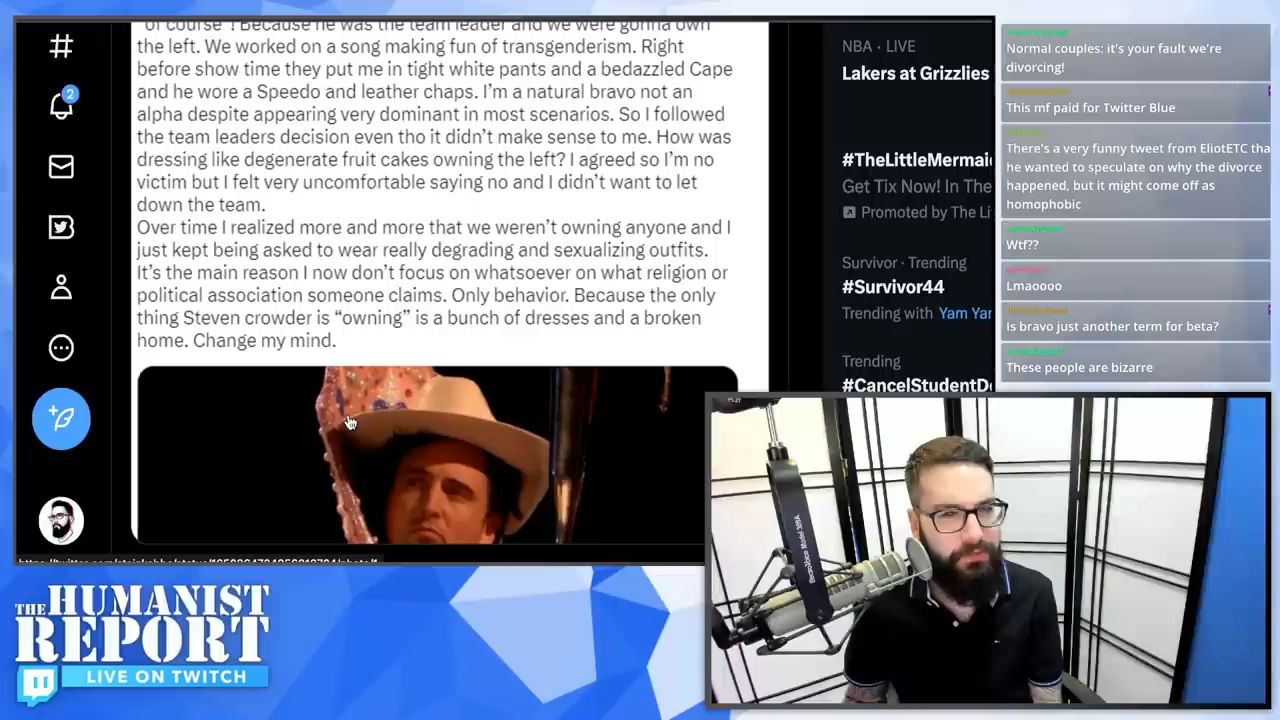 "of course"! Because he was the team leader and we were gonna own
the left. We worked on a song making fun of transgenderism. Right
before show time they put me in tight white pants and a bedazzled Cape
and he wore a Speedo and leather chaps. I'm a natural bravo not an
alpha despite appearing very dominant in most scenarios. So I followed
the team leaders decision even tho it didn't make sense to me. How was
dressing like degenerate fruit cakes owning the left? I agreed so I'm no
victim but I felt very uncomfortable saying no and I didn't want to let
down the team.
Over time I realized more and more that we weren't owning anyone and I
just kept being asked to wear really degrading and sexualizing outfits.
It's the main reason I now don't focus on whatsoever on what religion or
political association someone claims. Only behavior. Because the only
thing Steven crowder is “owning” is a bunch of dresses and a broken
home. Change my mind.
2
NBA · LIVE
Lakers at Grizzlies
#TheLittleMermai
Get Tix Now! In The
Promoted by The Li
Survivor · Trending
#Survivor44
Trending with Yam Yar
Trending
#CancelStudentDe
Normal couples: it's your fault we're
divorcing!
This mf paid for Twitter Blue
There's a very funny tweet from EliotETC tha
he wanted to speculate on why the divorce
happened, but it might come off as
homophobic
Wtf??
Lmaoooo
Is bravo just another term for beta?
These people are bizarre
THE HUMANIST
REPORT
LIVE ON TWITCH